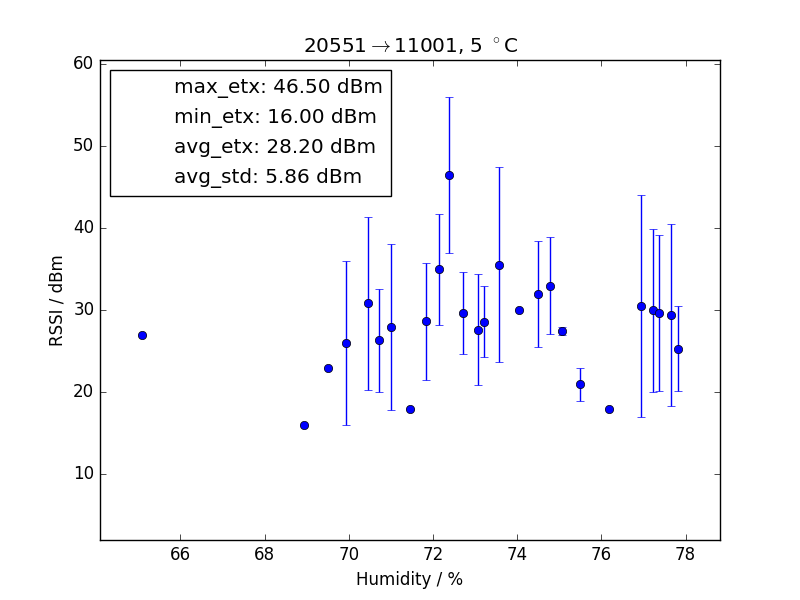 20551→11001, 5 °C
max_etx: 46.50 dBm
min_etx: 16.00 dBm
avg_etx: 28.20 dBm
avg_std: 5.86 dBm
60
50
40
30
20
10
RSSI / dBm
66 68 70 72 74 76 78
Humidity / %